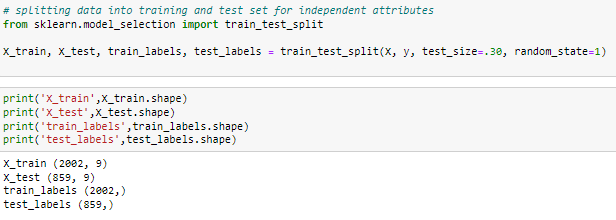 # splitting data into training and test set for independent attributes
from sklearn.model_selection import train_test_split
X_train, X_test, train_labels, test_labels = train_test_split(X, y, test_size=.30, random_state=1)
print('X_train',X_train.shape)
print('X_test',X_test.shape)
print('train_labels',train_labels.shape)
print('test_labels',test_labels.shape)
X_train (2002, 9)
X_test (859, 9)
train_labels (2002,)
test_labels (859,)